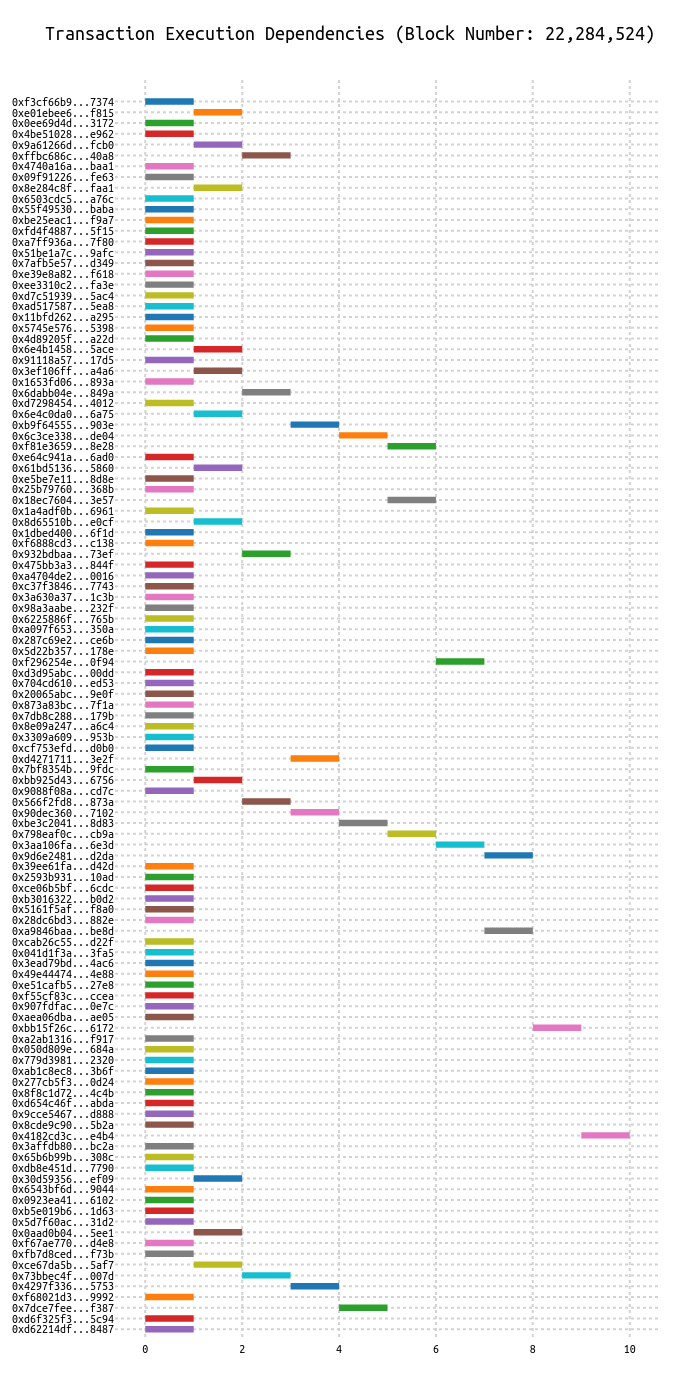 Transaction Execution Dependencies (Block Number: 22,284,524)
0xf3cf66b9...7374
0xe01ebee6...f815
0x0ee69d4d...3172
0x4be51028...e962
0x9a61266d...fcb0
0xffbc686c...40a8
0x4740a16a...baa1
0x09f91226...fe63
0x8e284c8f...faa1
0x6503cdc5...a76c
0x55f49530...baba
0xbe25eac1...f9a7
0xfd4f4887...5f15
0xa7ff936a...7f80
0x51be1a7c...9afc
0x7afb5e57...d349
0xe39e8a82...f618
0xee3310c2...fa3e
0xd7c51939...5ac4
0xad517587...5ea8
0x11bfd262...a295
0x5745e576...5398
0x4d89205f...a22d
0x6e4b1458...5ace
0x91118a57...17d5
0x3ef106ff...a4a6
0x1653fd06...893a
0x6dabb04e...849a
0xd7298454...4012
0x6e4c0da0...6a75
0xb9f64555...903e
0x6c3ce338...de04
0xf81e3659...8e28
0xe64c941a...6ad0
0x61bd5136...5860
0xe5be7e11...8d8e
0x25b79760...368b
0x18ec7604...3e57
0x1a4adf0b...6961
0x8d65510b...e0cf
0x1dbed400...6f1d
0xf6888cd3...c138
0x932bdbaa...73ef
0x475bb3a3...844f
0xa4704de2...0016
0xc37f3846...7743
0x3a630a37...1c3b
0x98a3aabe...232f
0x6225886f...765b
0xa097f653...350a
0x287c69e2...ce6b
0x5d22b357...178e
0xf296254e...0f94
0xd3d95abc...00dd
0x704cd610...ed53
0x20065abc...9e0f
0x873a83bc...7f1a
0x7db8c288...179b
0x8e09a247...a6c4
0x3309a609...953b
0xcf753efd...d0b0
0xd4271711...3e2f
0x7bf8354b...9fdc
0xbb925d43...6756
0x9088f08a...cd7c
0x566f2fd8...873a
0x90dec360...7102
0xbe3c2041...8d83
0x798eaf0c...cb9a
0x3aa106fa...6e3d
0x9d6e2481...d2da
0x39ee61fa...d42d
0x2593b931...10ad
0xce06b5bf...6cdc
0xb3016322...b0d2
0x5161f5af...f8a0
0x28dc6bd3...882e
0xa9846baa...be8d
0xcab26c55...d22f
0x041d1f3a...3fa5
0x3ead79bd...4ac6
0x49e44474...4e88
0xe51cafb5...27e8
0xf55cf83c...ccea
0x907fdfac...0e7c
0xaea06dba...ae05
0xbb15f26c...6172
0xa2ab1316...f917
0x050d809e...684a
0x779d3981...2320
0xab1c8ec8...3b6f
0x277cb5f3...0d24
0x8f8c1d72...4c4b
0xd654c46f...abda
0x9cce5467...d888
0x8cde9c90...5b2a
0x4182cd3c...e4b4
0x3affdb80...bc2a
0x65b6b99b...308c
0xdb8e451d...7790
0x30d59356...ef09
0x6543bf6d...9044
0x0923ea41...6102
0xb5e019b6...1d63
0x5d7f60ac...31d2
0x0aad0b04...5ee1
0xf67ae770...d4e8
0xfb7d8ced...f73b
0xce67da5b...5af7
0x73bbec4f...007d
0x4297f336...5753
0xf68021d3...9992
0x7dce7fee...f387
0xd6f325f3...5c94
0xd62214df...8487
0 2 4 6 8 10